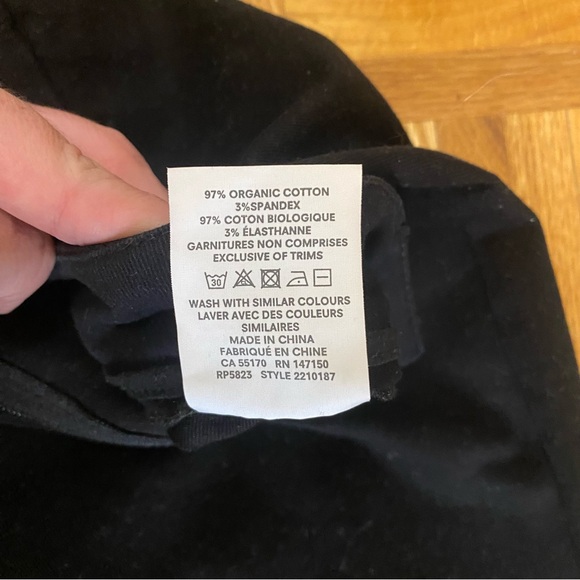 97% ORGANIC COTTON
3%SPANDEX
97% COTON BIOLOGIQUE
3% ÉLASTHANNE
GARNITURES NON COMPRISES
EXCLUSIVE OF TRIMS
30
WASH WITH SIMILAR COLOURS
LAVER AVEC DES COULEURS
SIMILAIRES
MADE IN CHINA
FABRIQUÉ EN CHINE
CA 55170 RN 147150
RP5823 STYLE 2210187